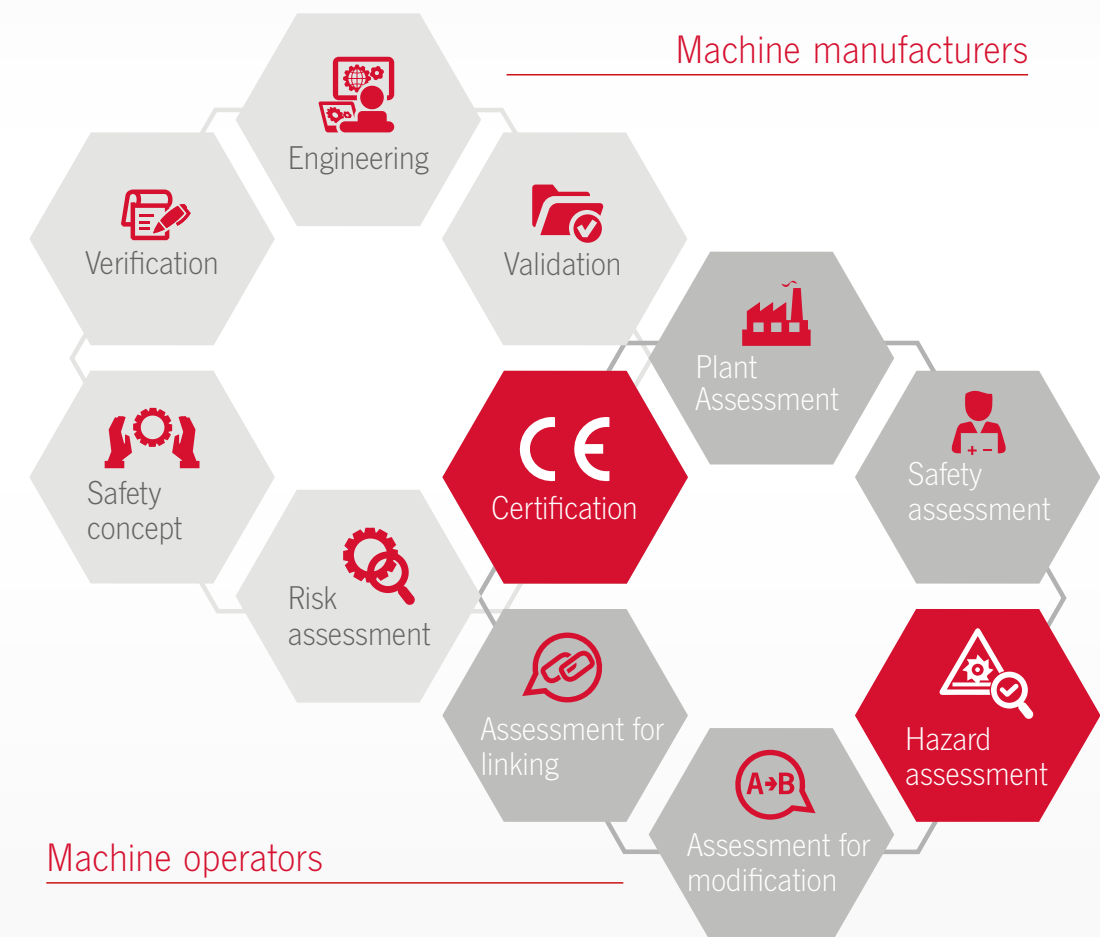 Machine manufacturers
Engineering
Verification
Validation
Plant
Assessment
Safety
concept
CE
Certification
Safety
assessment
Risk
assessment
Assessment for
linking
Hazard
assessment
A→B
Assessment for
modification
Machine operators